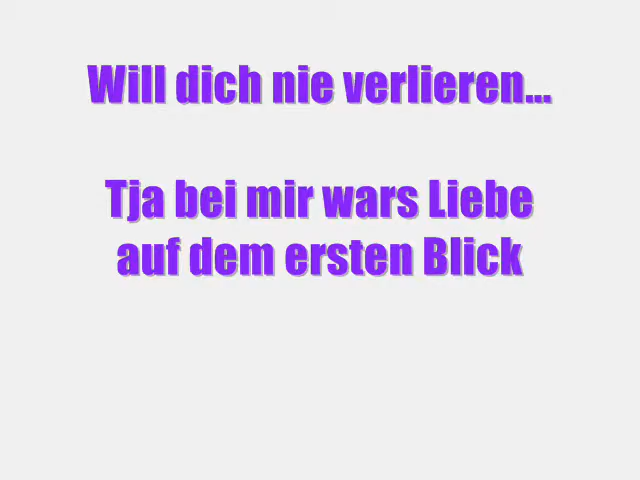 Will dich nie verlieren...
Tja bei mir wars Liebe
auf dem ersten Blick